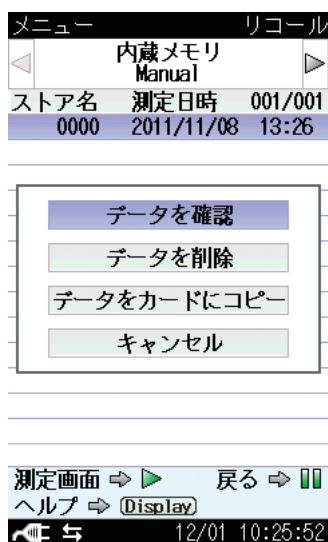 メニュー リコール
内蔵メモリ
Manual
ストア名 測定日時 001/001
0000 2011/11/08 13:26
データを確認
データを削除
データをカードにコピー
キャンセル
測定画面 ⇨ ▷ 戻る ⇨ ▯▯
ヘルプ ⇨ Display
12/01 10:25:52